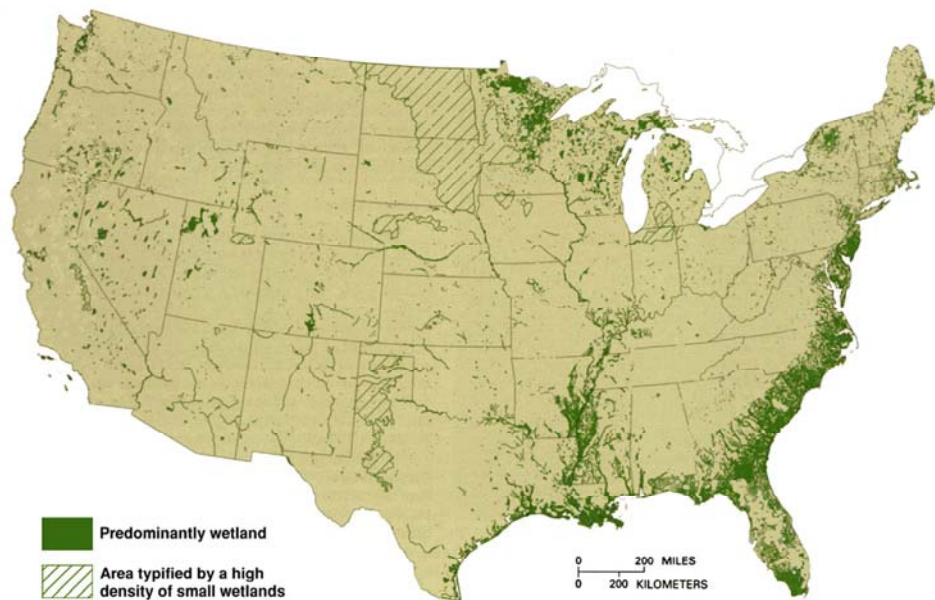 Predominantly wetland
Area typified by a high
density of small wetlands
0 200 MILES
0 200 KILOMETERS